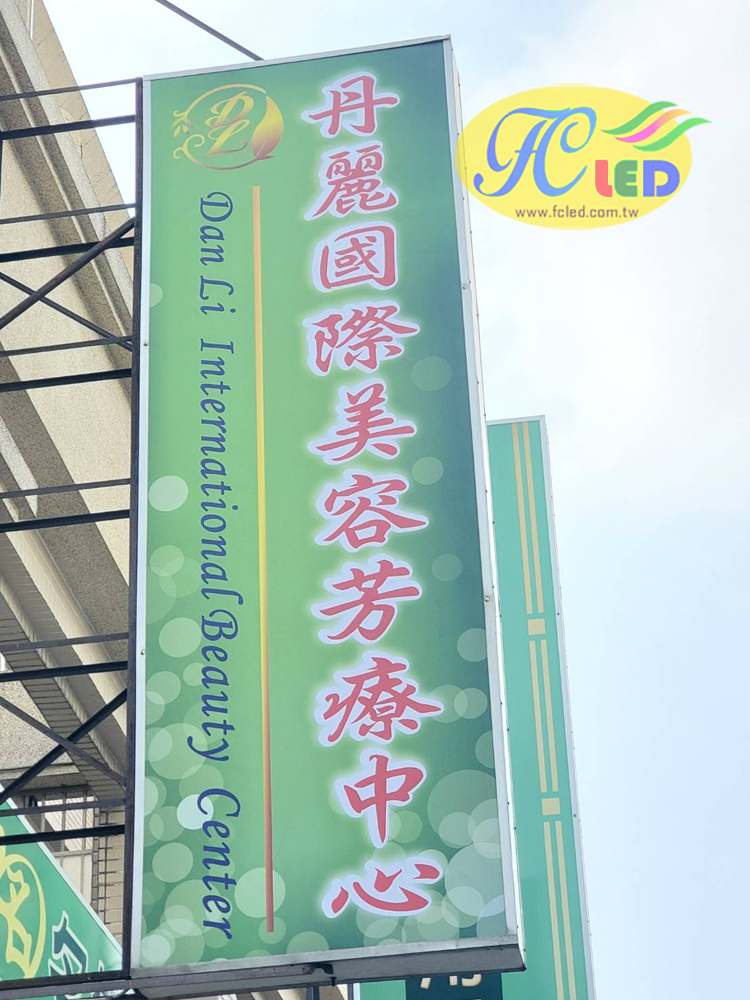 DL
丹麗國際美容芳療中心
Dan Li International Beauty Center
FC LED
www.fcled.com.tw